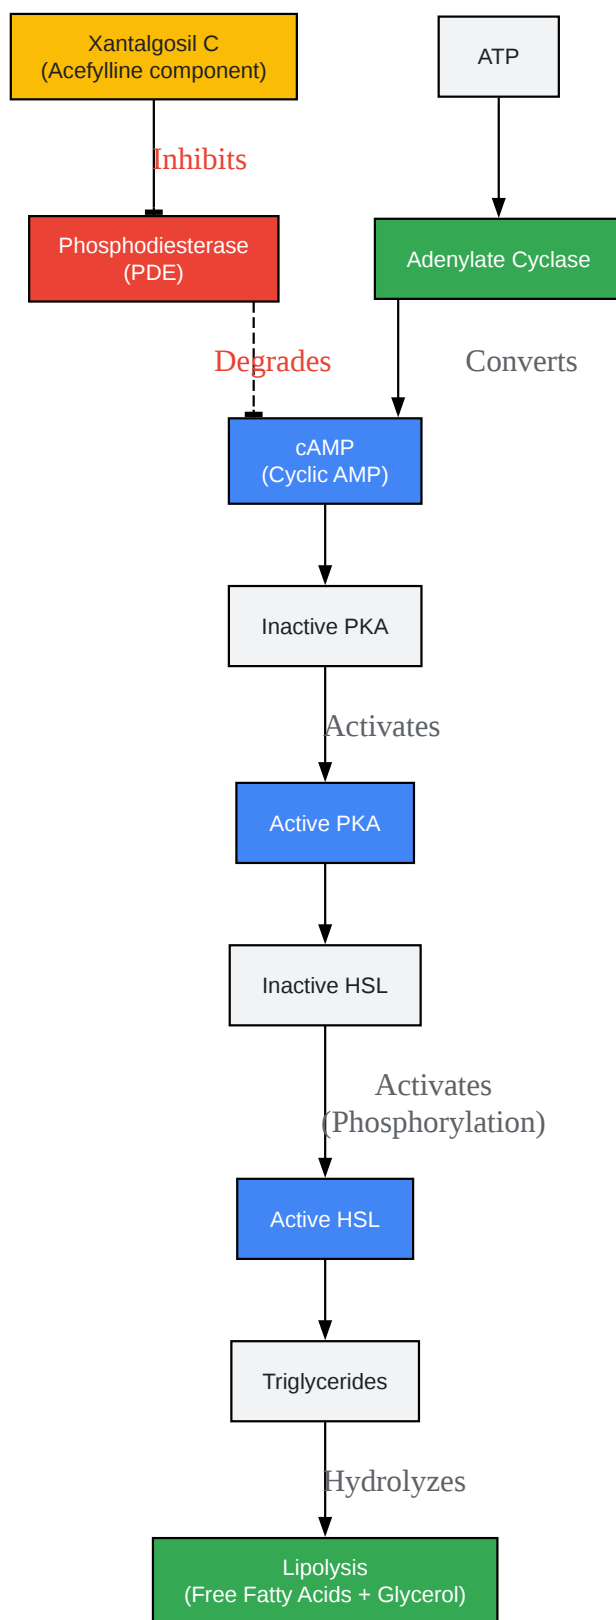 Xantalgosil C
(Acefylline component)
ATP
Inhibits
Phosphodiesterase
(PDE)
Adenylate Cyclase
Degrades
Converts
cAMP
(Cyclic AMP)
Inactive PKA
Activates
Active PKA
Inactive HSL
Activates
(Phosphorylation)
Active HSL
Triglycerides
Hydrolyzes
Lipolysis
(Free Fatty Acids + Glycerol)